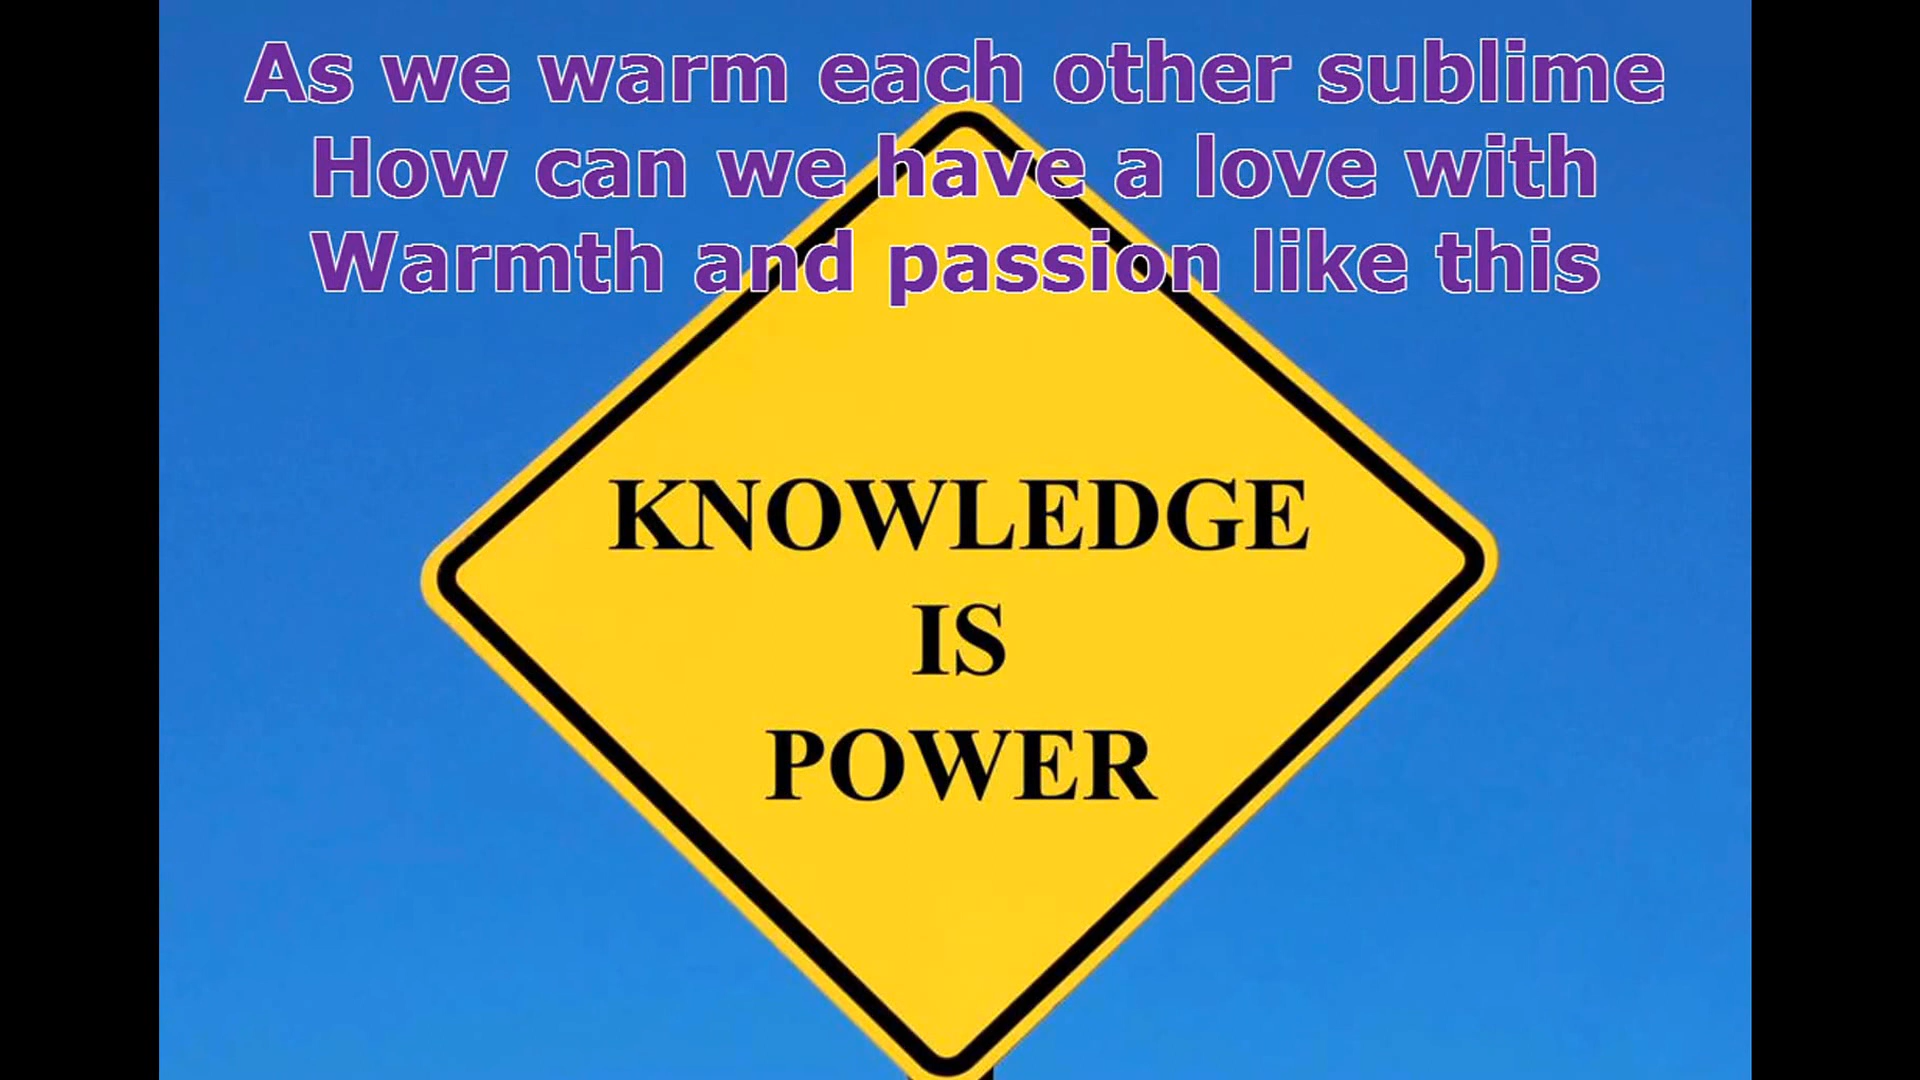 As we warm each other sublime
How can we have a love with
Warmth and passion like this
KNOWLEDGE
IS
POWER